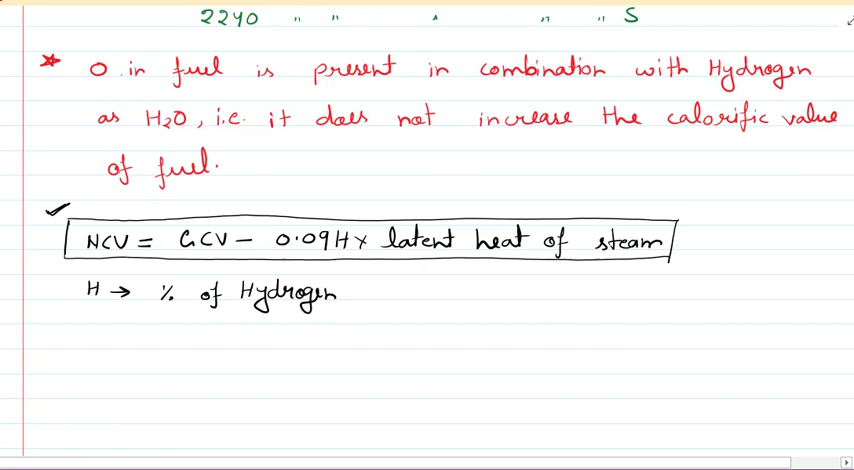 2240 " " " " " S
* O in fuel is present in combination with Hydrogen
as H2O, i.e. it does not increase the calorific value
of fuel.
✓
NCV = GCV - 0.09H × latent heat of steam
H → % of Hydrogen